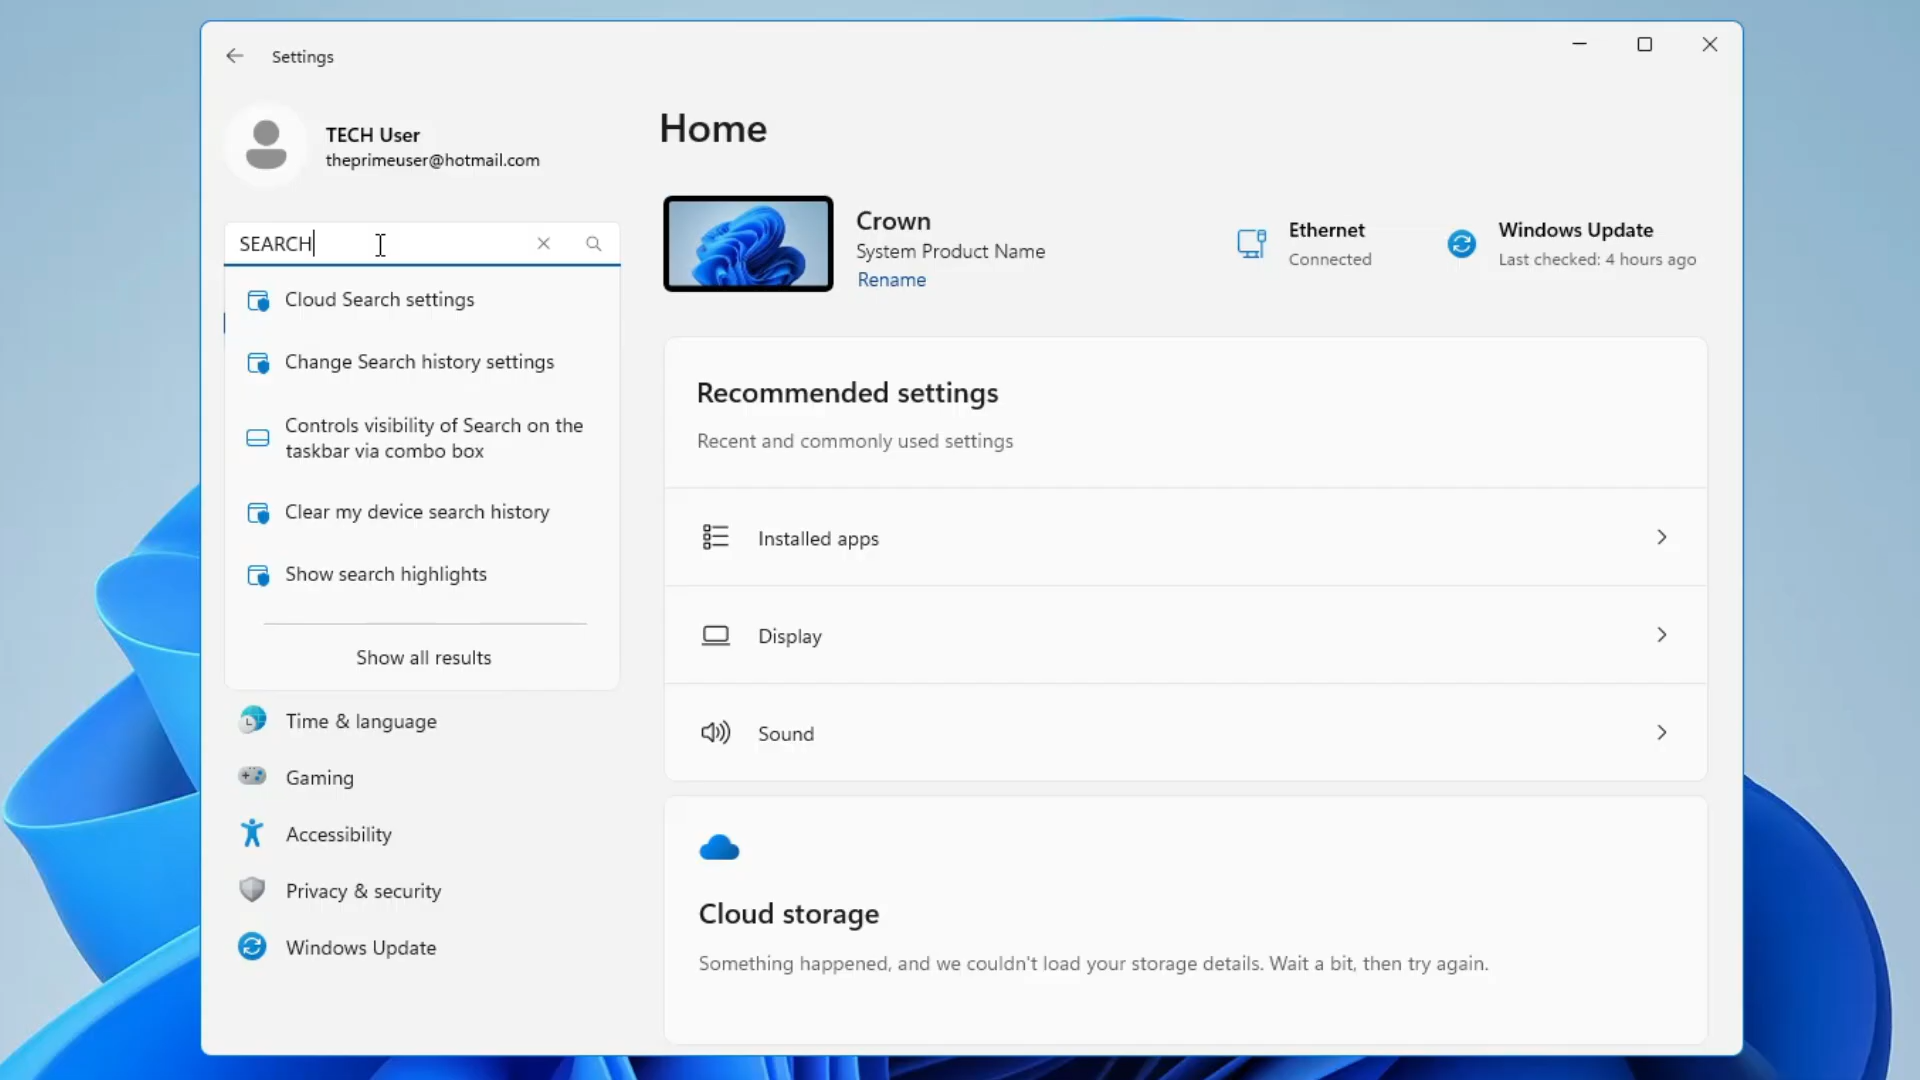 Settings
TECH User
theprimeuser@hotmail.com
SEARCH
Cloud Search settings
Change Search history settings
Controls visibility of Search on the
taskbar via combo box
Clear my device search history
Show search highlights
Show all results
Time & language
Gaming
Accessibility
Privacy & security
Windows Update
Home
Crown
System Product Name
Rename
Ethernet
Connected
Windows Update
Last checked: 4 hours ago
Recommended settings
Recent and commonly used settings
Installed apps
Display
Sound
Cloud storage
Something happened, and we couldn't load your storage details. Wait a bit, then try again.